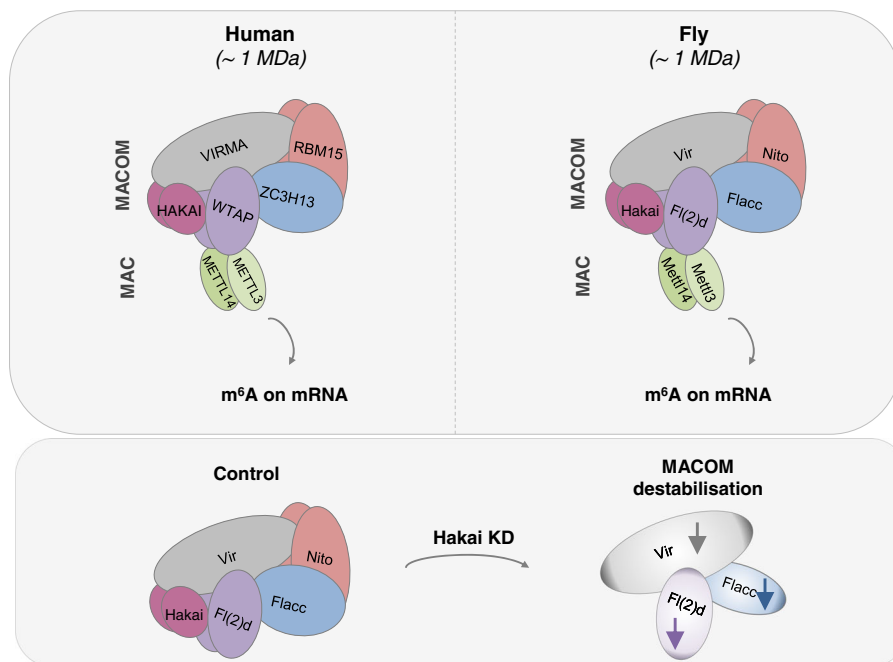 Human
(~ 1 MDa)
MACOM
MAC
VIRMA
RBM15
HAKAI
WTAP
ZC3H13
METTL14
METTL3
m⁶A on mRNA
Fly
(~ 1 MDa)
MACOM
MAC
Vir
Nito
Hakai
Fl(2)d
Flacc
Mettl14
Mettl3
m⁶A on mRNA
Control
Vir
Nito
Hakai
Fl(2)d
Flacc
Hakai KD
MACOM
destabilisation
Vir
Flacc
Fl(2)d